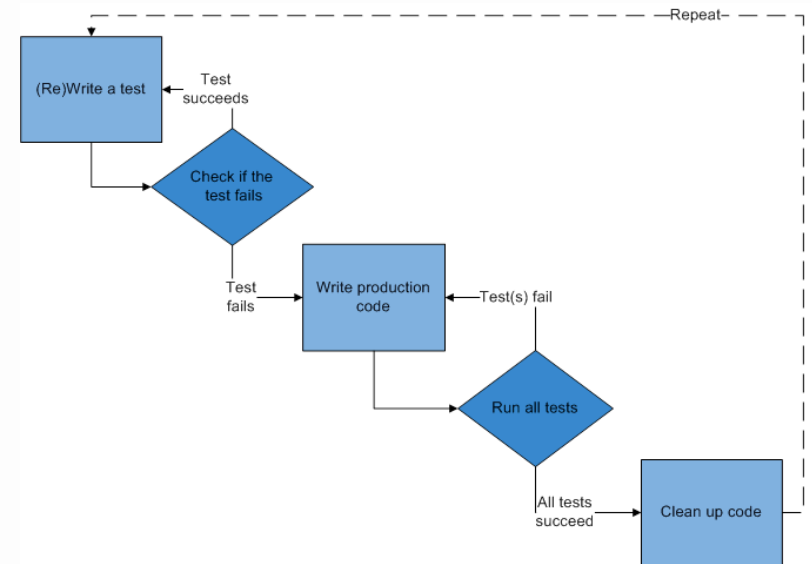 Repeat
(Re)Write a test
Test
succeeds
Check if the
test fails
Test
fails
Write production
code
Test(s) fail
Run all tests
All tests
succeed
Clean up code